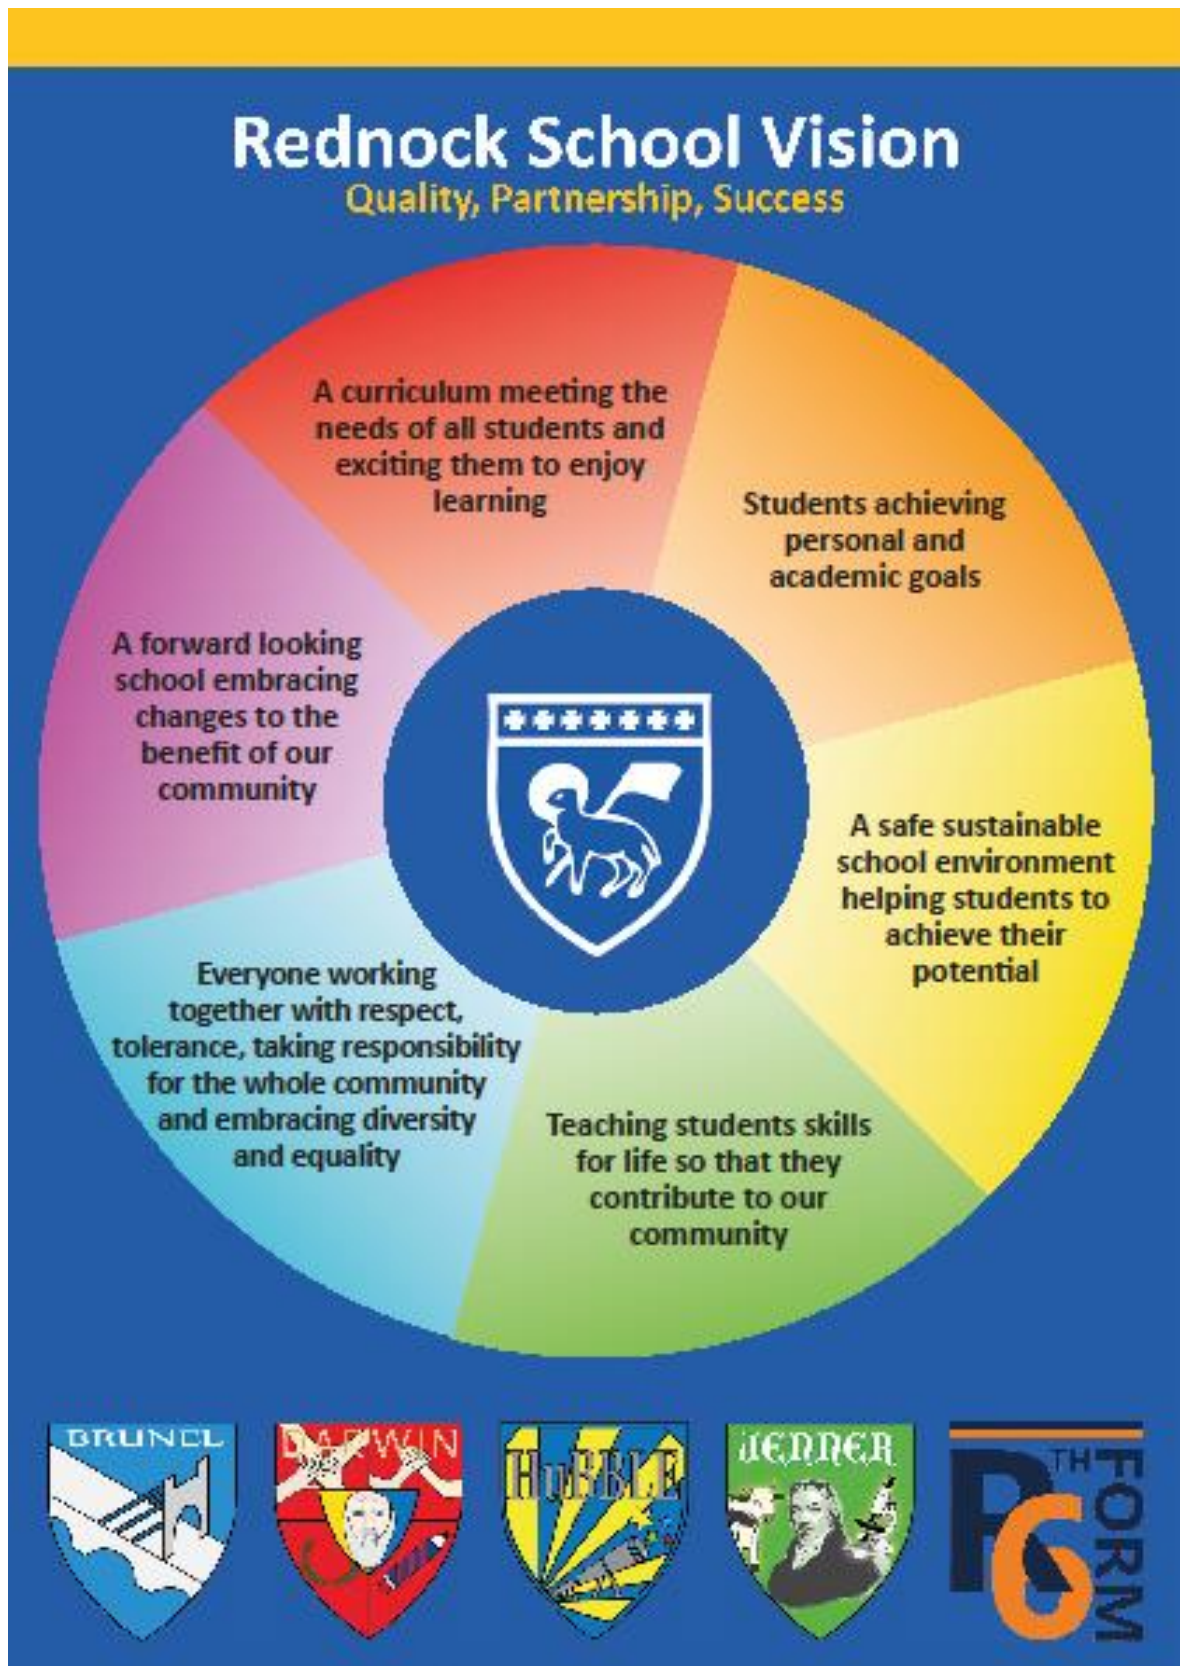 Rednock School Vision
Quality, Partnership, Success
A curriculum meeting the
needs of all students and
exciting them to enjoy
learning
Students achieving
personal and
academic goals
A forward looking
school embracing
changes to the
benefit of our
community
A safe sustainable
school environment
helping students to
achieve their
potential
Everyone working
together with respect,
tolerance, taking responsibility
for the whole community
and embracing diversity
and equality
Teaching students skills
for life so that they
contribute to our
community
BRUNEL
DARWIN
HuBBLE
JENNER
R6
TH
FORM